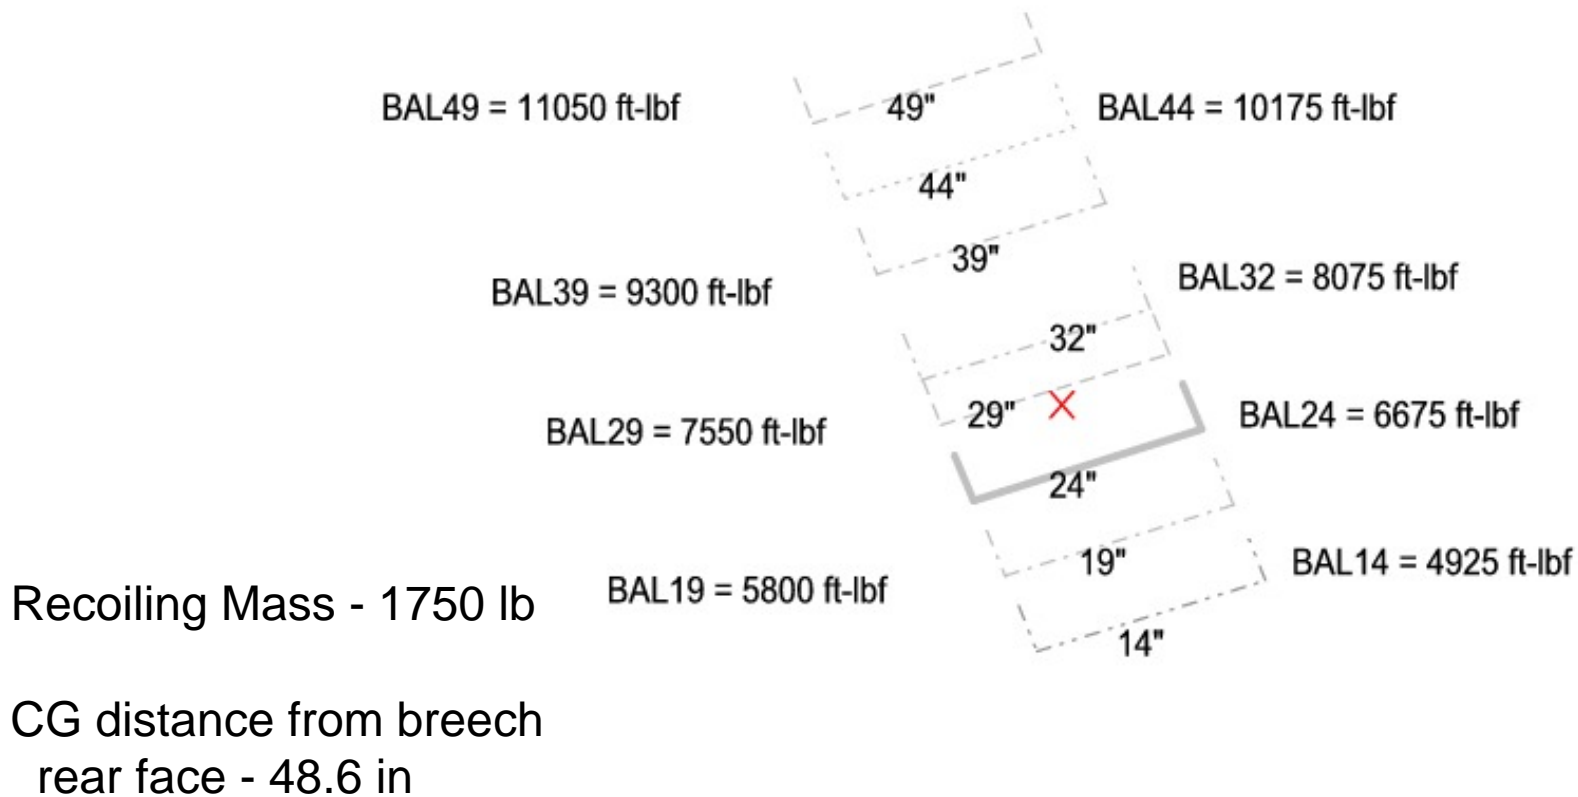 BAL49 = 11050 ft-lbf
49"
BAL44 = 10175 ft-lbf
44"
39"
BAL39 = 9300 ft-lbf
BAL32 = 8075 ft-lbf
32"
29"
BAL29 = 7550 ft-lbf
BAL24 = 6675 ft-lbf
24"
19"
BAL19 = 5800 ft-lbf
BAL14 = 4925 ft-lbf
14"
Recoiling Mass - 1750 lb
CG distance from breech
rear face - 48.6 in